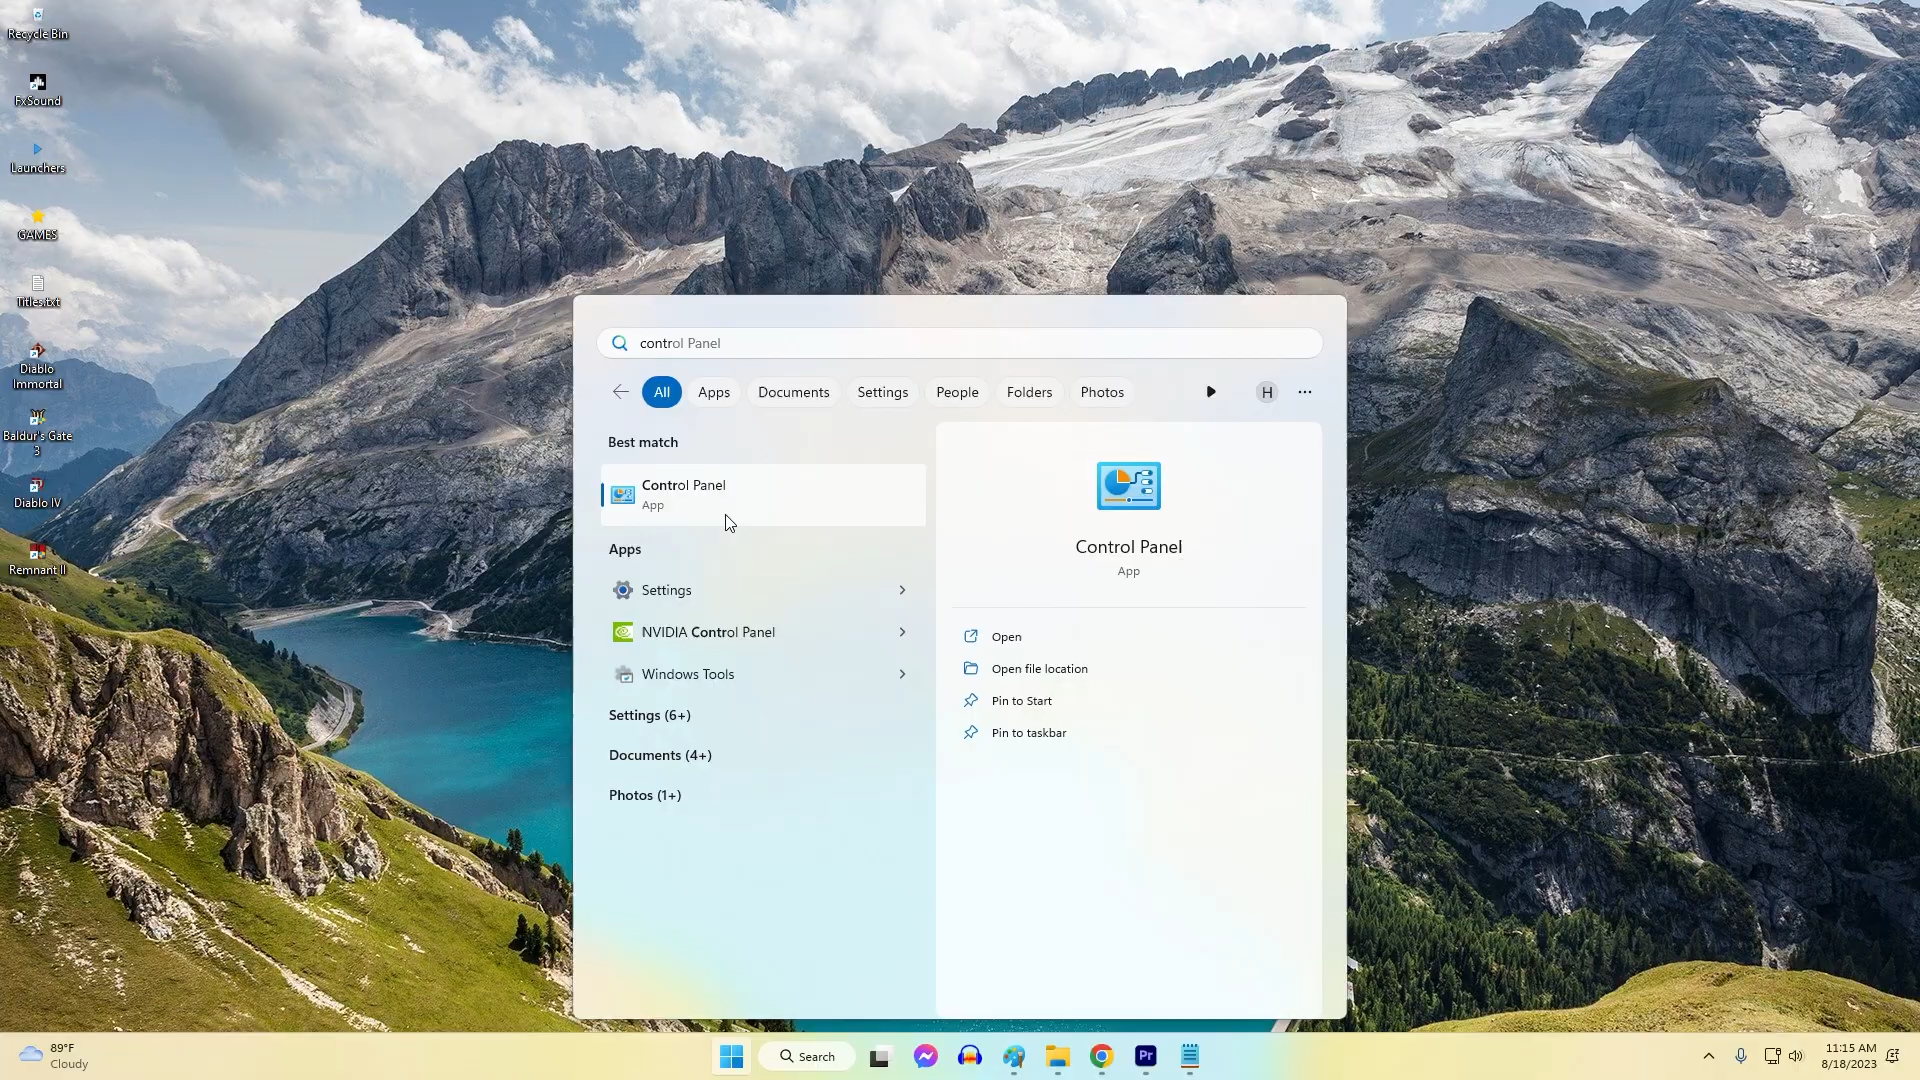 Recycle Bin
FxSound
Launchers
GAMES
Titles.txt
Diablo
Immortal
Baldur's Gate
3
Diablo IV
Remnant II
control Panel
All
Apps
Documents
Settings
People
Folders
Photos
H
Best match
Control Panel
App
Apps
Settings
NVIDIA Control Panel
Windows Tools
Settings (6+)
Documents (4+)
Photos (1+)
Control Panel
App
Open
Open file location
Pin to Start
Pin to taskbar
89°F
Cloudy
Search
Pr
11:15 AM
8/18/2023